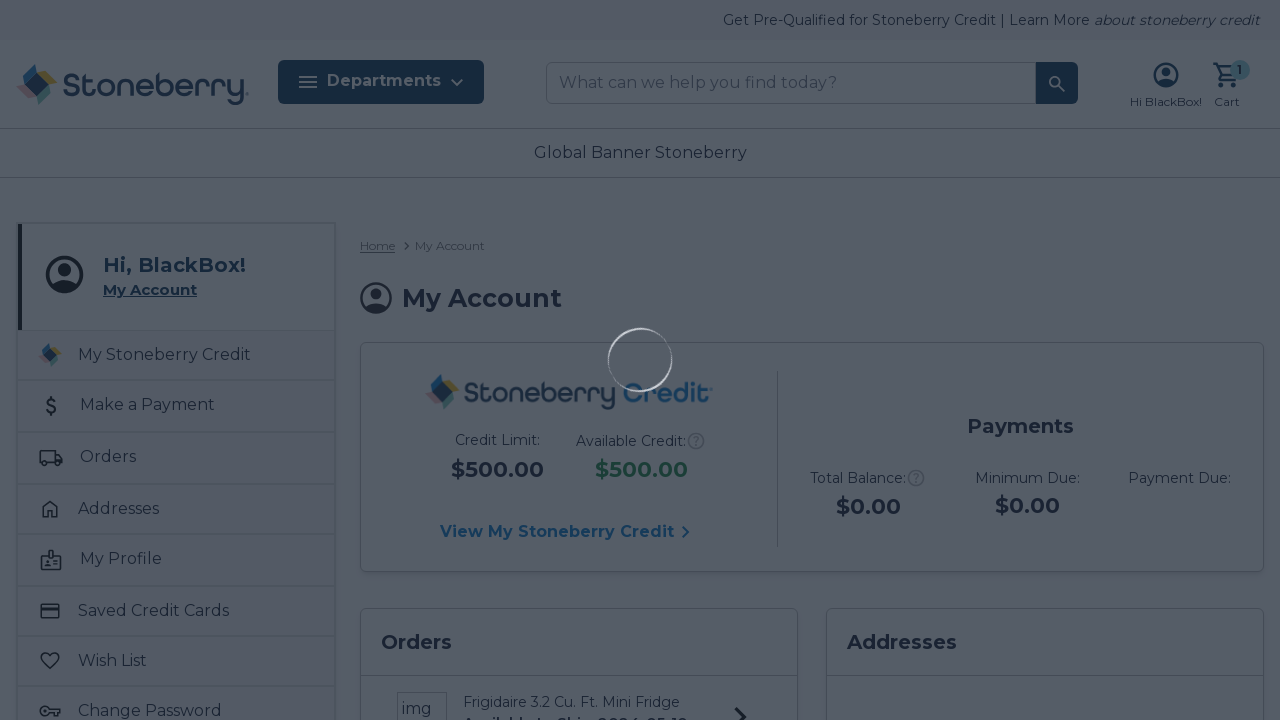 Get Pre-Qualified for Stoneberry Credit | Learn More about stoneberry credit
Stoneberry
Departments
What can we help you find today?
Hi BlackBox!
1
Cart
Global Banner Stoneberry
Hi, BlackBox!
My Account
My Stoneberry Credit
Make a Payment
Orders
Addresses
My Profile
Saved Credit Cards
Wish List
Change Password
Home > My Account
My Account
Stoneberry Credit
Credit Limit:
$500.00
Available Credit:
$500.00
View My Stoneberry Credit
Payments
Total Balance:
$0.00
Minimum Due:
$0.00
Payment Due:
Orders
img
Frigidaire 3.2 Cu. Ft. Mini Fridge
Addresses